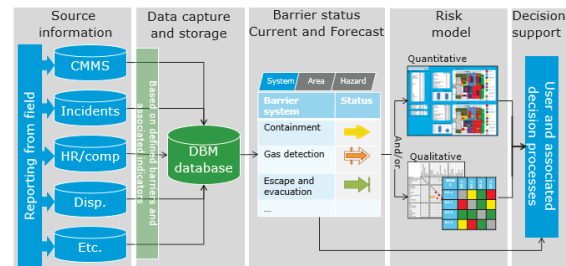 Source
information
Data capture
and storage
Barrier status
Current and Forecast
Risk
model
Decision
support
Reporting from field
CMMS
Incidents
HR/comp
Disp.
Etc.
Based on defined barriers and
associated indicators
DBM
database
System
Area
Hazard
Barrier
system
Status
Containment
Gas detection
Escape and
evacuation
...
And/or
Quantitative
Qualitative
User and associated
decision processes